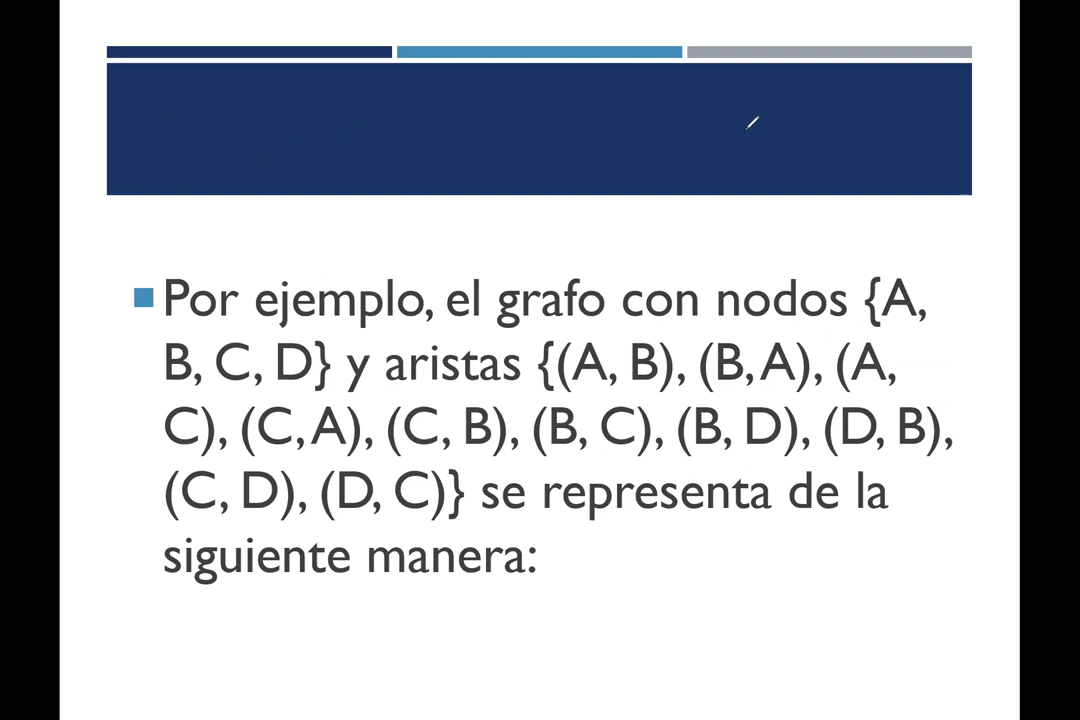 Por ejemplo, el grafo con nodos {A,
B, C, D} y aristas {(A, B), (B, A), (A,
C), (C, A), (C, B), (B, C), (B, D), (D, B),
(C, D), (D, C)} se representa de la
siguiente manera: